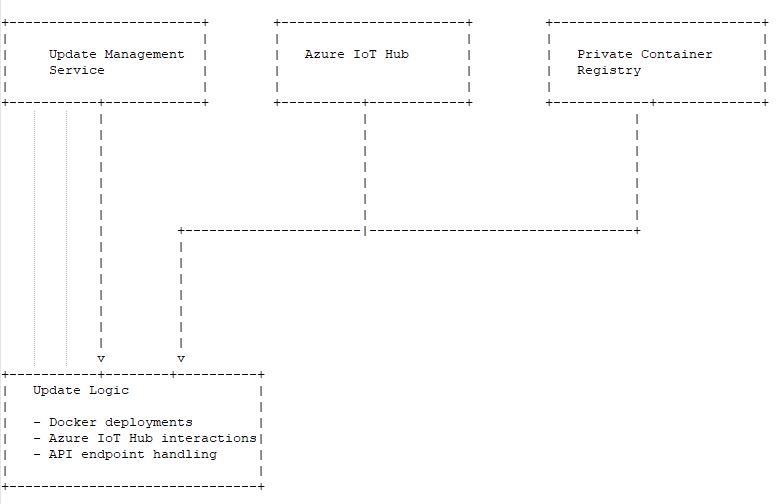 Update Management
Service
Azure IoT Hub
Private Container
Registry
Update Logic
- Docker deployments
- Azure IoT Hub interactions
- API endpoint handling